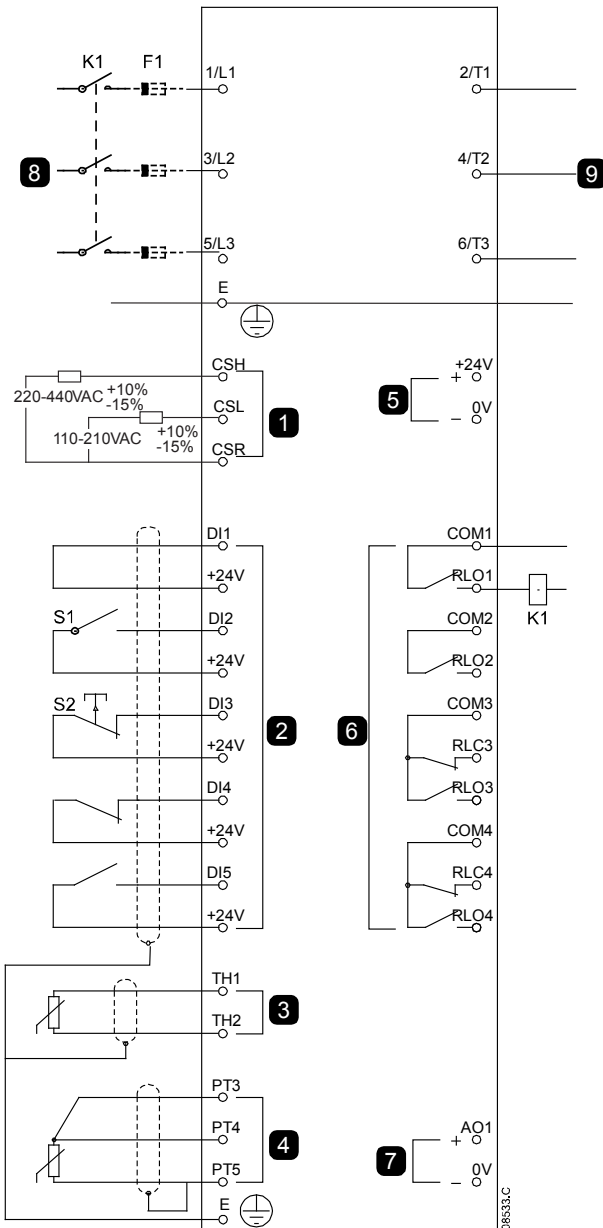 K1 F1
1/L1 2/T1
8 3/L2 4/T2 9
5/L3 6/T3
E
CSH +24V
220-440VAC +10% -15% + 5
CSL 0V
110-210VAC +10% -15% 1 −
CSR
DI1 COM1
+24V RLO1
S1 DI2 COM2 K1
+24V RLO2
S2 DI3 COM3
2 6
+24V RLC3
DI4 RLO3
+24V COM4
DI5 RLC4
+24V RLO4
TH1
3
TH2
PT3
PT4 4 + AO1
7
PT5 − 0V
E